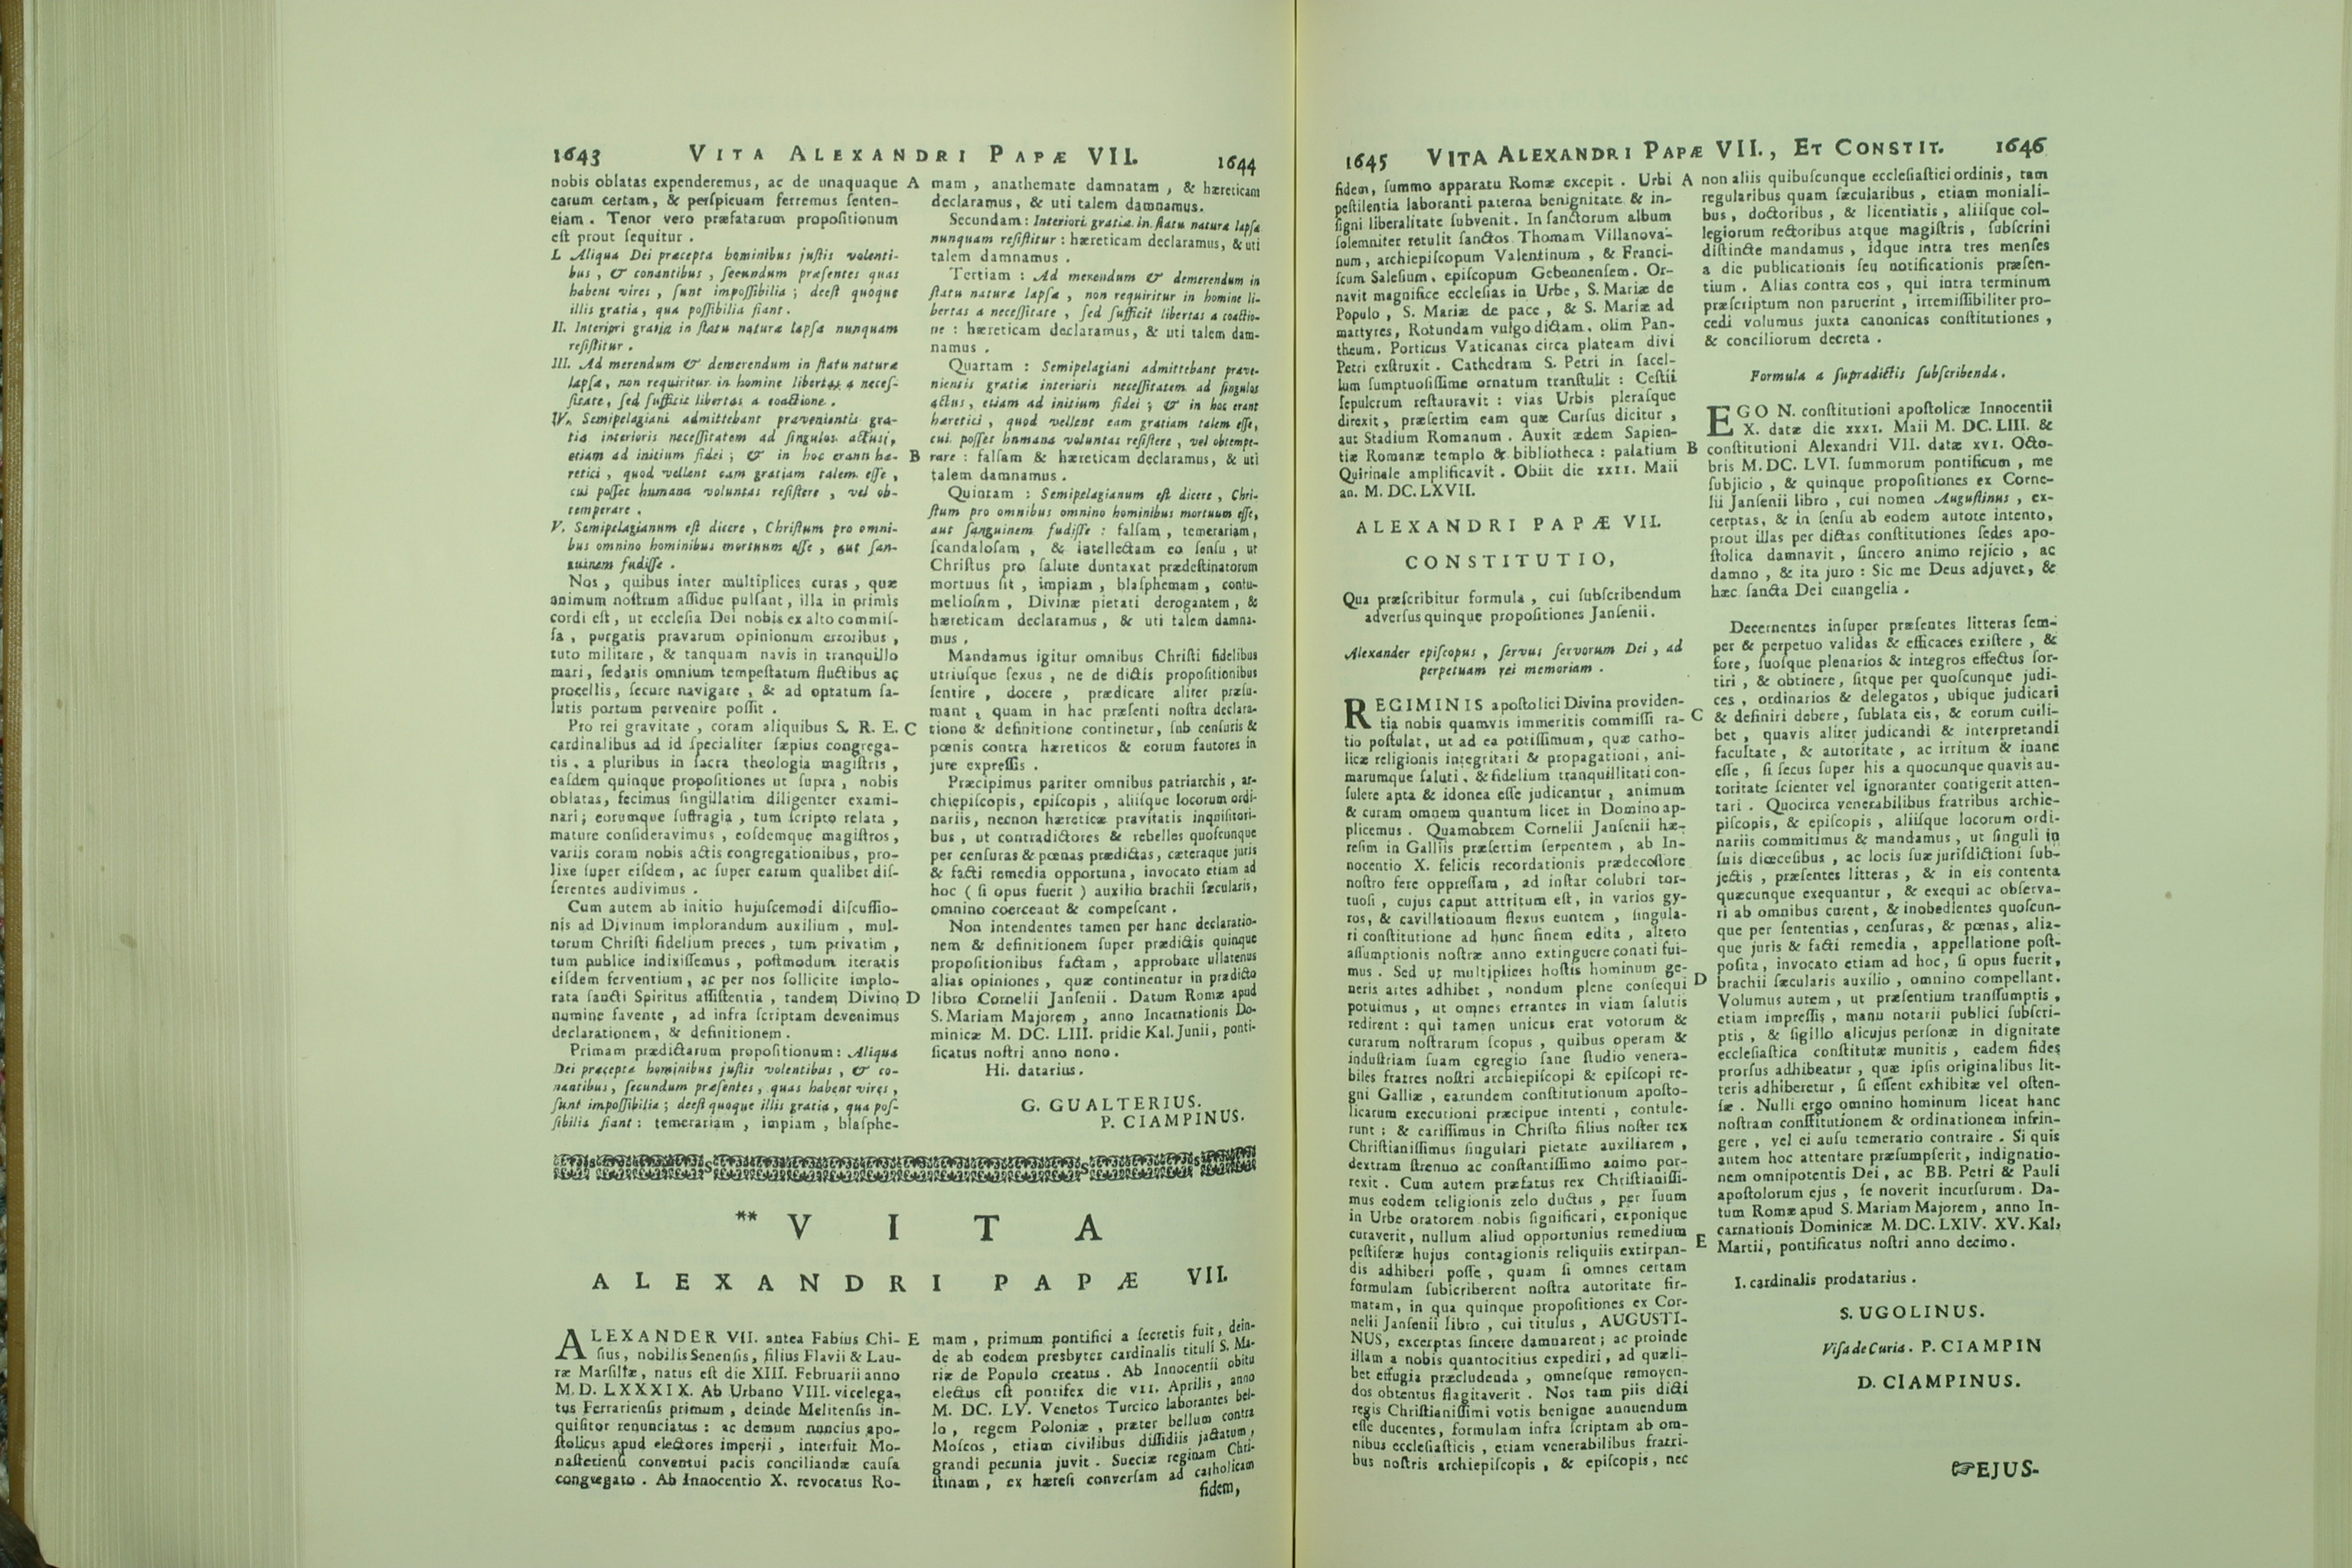 1643 VITA ALEXANDRI PAPÆ VII. 1644
nobis oblatas expenderemus, ac de unaquaque A
earum certam, & perſpicuam ferremus ſenten-
eiam. Tenor vero præfatarum propoſitionum
eſt prout ſequitur.
I. Aliqua Dei præcepta hominibus juſtis volenti-
bus, & conantibus, ſecundum præſentes quas
habent vires, ſunt impoſſibilia; deeſt quoque
illis gratia, qua poſſibilia fiant.
II. Interiori gratiæ in ſtatu naturæ lapſæ nunquam
reſiſtitur.
III. Ad merendum & demerendum in ſtatu naturæ
lapſæ, non requiritur in homine libertas a neceſ-
ſitate, ſed ſufficit libertas a coactione.
IV. Semipelagiani admittebant prævenientis gra-
tiæ interioris neceſſitatem ad ſingulos actus,
etiam ad initium fidei; & in hoc erant hæ- B
retici, quod vellent eam gratiam talem eſſe,
cui poſſet humana voluntas reſiſtere, vel ob-
temperare.
V. Semipelagianum eſt dicere, Chriſtum pro omni-
bus omnino hominibus mortuum eſſe, aut ſan-
guinem fudiſſe.
Nos, quibus inter multiplices curas, quæ
animum noſtrum aſſidue pulſant, illa in primis
cordi eſt, ut eccleſia Dei nobis ex alto commiſ-
ſa, purgatis pravarum opinionum erroribus,
tuto militare, & tanquam navis in tranquillo
mari, ſedatis omnium tempeſtatum fluctibus ac
procellis, ſecure navigare, & ad optatum ſa-
lutis portum pervenire poſſit.
Pro rei gravitate, coram aliquibus S. R. E. C
cardinalibus ad id ſpecialiter ſæpius congrega-
tis, a pluribus in ſacra theologia magiſtris,
eaſdem quinque propoſitiones ut ſupra, nobis
oblatas, fecimus ſingillatim diligenter exami-
nari; eorumque ſuffragia, tum ſcripto relata,
mature conſideravimus, eoſdemque magiſtros,
variis coram nobis actis congregationibus, pro-
lixe ſuper eiſdem, ac ſuper earum qualibet diſ-
ferentes audivimus.
Cum autem ab initio hujuſcemodi diſcuſſio-
nis ad Divinum implorandum auxilium, mul-
torum Chriſti fidelium preces, tum privatim,
tum publice indixiſſemus, poſtmodum iteratis
eiſdem ferventium, ac per nos ſollicite implo-
rata ſancti Spiritus aſſiſtentia, tandem Divino D
numine favente, ad infra ſcriptam devenimus
declarationem, & definitionem.
Primam prædictarum propoſitionum: Aliqua
Dei præcepta hominibus juſtis volentibus, & co-
nantibus, ſecundum præſentes, quas habent vires,
ſunt impoſſibilia; deeſt quoque illis gratia, qua poſ-
ſibilia fiant: temerariam, impiam, blaſphe-
mam, anathemate damnatam, & hæreticam
declaramus, & uti talem damnamus.
Secundam: Interiori gratiæ in ſtatu naturæ lapſæ
nunquam reſiſtitur: hæreticam declaramus, & uti
talem damnamus.
Tertiam: Ad merendum & demerendum in
ſtatu naturæ lapſæ, non requiritur in homine li-
bertas a neceſſitate, ſed ſufficit libertas a coactio-
ne: hæreticam declaramus, & uti talem dam-
namus.
Quartam: Semipelagiani admittebant præve-
nientis gratiæ interioris neceſſitatem ad ſingulos
actus, etiam ad initium fidei; & in hoc erant
hæretici, quod vellent eam gratiam talem eſſe,
cui poſſet humana voluntas reſiſtere, vel obtempe-
rare: falſam & hæreticam declaramus, & uti
talem damnamus.
Quintam: Semipelagianum eſt dicere, Chri-
ſtum pro omnibus omnino hominibus mortuum eſſe,
aut ſanguinem fudiſſe: falſam, temerariam,
ſcandaloſam, & intellectam eo ſenſu, ut
Chriſtus pro ſalute duntaxat prædeſtinatorum
mortuus ſit, impiam, blaſphemam, contu-
melioſam, Divinæ pietati derogantem, &
hæreticam declaramus, & uti talem damna-
mus.
Mandamus igitur omnibus Chriſti fidelibus
utriuſque ſexus, ne de dictis propoſitionibus
ſentire, docere, prædicare aliter præſu-
mant, quam in hac præſenti noſtra declara-
tione & definitione continetur, ſub cenſuris &
pœnis contra hæreticos & eorum fautores in
jure expreſſis.
Præcipimus pariter omnibus patriarchis, ar-
chiepiſcopis, epiſcopis, aliiſque locorum ordi-
nariis, necnon hæreticæ pravitatis inquiſitori-
bus, ut contradictores & rebelles quoſcunque
per cenſuras & pœnas prædictas, cæteraque juris
& facti remedia opportuna, invocato etiam ad
hoc (ſi opus fuerit) auxilio brachii ſæcularis,
omnino coerceant & compeſcant.
Non intendentes tamen per hanc declaratio-
nem & definitionem ſuper prædictis quinque
propoſitionibus factam, approbare ullatenus
alias opiniones, quæ continentur in prædicto
libro Cornelii Janſenii. Datum Romæ apud
S. Mariam Majorem, anno Incarnationis Do-
minicæ M. DC. LIII. pridie Kal. Junii, ponti-
ficatus noſtri anno nono.
Hi. datarius.
G. GUALTERIUS.
P. CIAMPINUS.
** VITA
ALEXANDRI PAPÆ VII.
ALEXANDER VII. antea Fabius Chi- E
ſius, nobilis Senenſis, filius Flavii & Lau-
ræ Marſiliæ, natus eſt die XIII. Februarii anno
M. D. LXXXIX. Ab Urbano VIII. vicelega-
tus Ferrarienſis primum, deinde Melitenſis in-
quiſitor renunciatus: ac demum nuncius apo-
ſtolicus apud electores imperii, interfuit Mo-
naſterienſi conventui pacis conciliandæ cauſa
congregato. Ab Innocentio X. revocatus Ro-
mam, primum pontifici a ſecretis fuit, dein-
de ab eodem presbyter cardinalis tituli S. Ma-
riæ de Populo creatus. Ab Innocentii obitu
electus eſt pontifex die VII. Aprilis, anno
M. DC. LV. Venetos Turcico laborantes bel-
lo, regem Poloniæ, præter bellum contra
Moſcos, etiam civilibus diſſidiis jactatum,
grandi pecunia juvit. Sueciæ reginam Chri-
ſtinam, ex hæreſi converſam ad catholicam
fidem,
1645 VITA ALEXANDRI PAPÆ VII., ET CONSTIT. 1646
fidem, ſummo apparatu Romæ excepit. Urbi A
peſtilentia laboranti paterna benignitate & in-
ſigni liberalitate ſubvenit. In ſanctorum album
ſolemniter retulit ſanctos Thomam Villanova-
num, archiepiſcopum Valentinum, & Franci-
ſcum Saleſium, epiſcopum Gebennenſem. Or-
navit magnifice eccleſias in Urbe, S. Mariæ de
Populo, S. Mariæ de pace, & S. Mariæ ad
martyres, Rotundam vulgo dictam, olim Pan-
theum. Porticus Vaticanas circa plateam divi
Petri exſtruxit. Cathedram S. Petri in ſacel-
lum ſumptuoſiſſime ornatum tranſtulit: Ceſtii
ſepulcrum reſtauravit: vias Urbis pleraſque
direxit, præſertim eam quæ Curſus dicitur,
aut Stadium Romanum. Auxit ædem Sapien-
tiæ Romanæ templo & bibliotheca: palatium B
Quirinale amplificavit. Obiit die XXII. Maii
an. M. DC. LXVII.
ALEXANDRI PAPÆ VII.
CONSTITUTIO,
Qua præſcribitur formula, cui ſubſcribendum
adverſus quinque propoſitiones Janſenii.
Alexander epiſcopus, ſervus ſervorum Dei, ad
perpetuam rei memoriam.
REGIMINIS apoſtolici Divina providen-
tia nobis quamvis immeritis commiſſi ra- C
tio poſtulat, ut ad ea potiſſimum, quæ catho-
licæ religionis integritati & propagationi, ani-
marumque ſaluti, & fidelium tranquillitati con-
ſulere apta & idonea eſſe judicantur, animum
& curam omnem quantum licet in Domino ap-
plicemus. Quamobrem Cornelii Janſenii hæ-
reſim in Galliis præſertim ſerpentem, ab In-
nocentio X. felicis recordationis prædeceſſore
noſtro fere oppreſſam, ad inſtar colubri tor-
tuoſi, cujus caput attritum eſt, in varios gy-
ros, & cavillationum flexus euntem, ſingula-
ri conſtitutione ad hunc finem edita, altero
aſſumptionis noſtræ anno extinguere conati fui-
mus. Sed ut multiplices hoſtis hominum ge-
neris artes adhibet, nondum plene conſequi D
potuimus, ut omnes errantes in viam ſalutis
redirent: qui tamen unicus erat votorum &
curarum noſtrarum ſcopus, quibus operam &
induſtriam ſuam egregio ſane ſtudio venera-
biles fratres noſtri archiepiſcopi & epiſcopi re-
gni Galliæ, earundem conſtitutionum apoſto-
licarum executioni præcipue intenti, contule-
runt: & cariſſimus in Chriſto filius noſter rex
Chriſtianiſſimus ſingulari pietate auxiliarem,
dextram ſtrenuo ac conſtantiſſimo animo por-
rexit. Cum autem præfatus rex Chriſtianiſſi-
mus eodem religionis zelo ductus, per ſuum
in Urbe oratorem nobis ſignificari, exponique
curaverit, nullum aliud opportunius remedium
peſtiferæ hujus contagionis reliquiis extirpan- E
dis adhiberi poſſe, quam ſi omnes certam
formulam ſubſcriberent noſtra autoritate fir-
matam, in qua quinque propoſitiones ex Cor-
nelii Janſenii libro, cui titulus, AUGUSTI-
NUS, excerptas ſincere damnarent; ac proinde
illam a nobis quantocitius expediri, ad quæli-
bet effugia præcludenda, omneſque removen-
dos obtentus flagitaverit. Nos tam piis dicti
regis Chriſtianiſſimi votis benigne annuendum
eſſe ducentes, formulam infra ſcriptam ab om-
nibus eccleſiaſticis, etiam venerabilibus fratri-
bus noſtris archiepiſcopis, & epiſcopis, nec
non aliis quibuſcunque eccleſiaſtici ordinis, tam
regularibus quam ſæcularibus, etiam moniali-
bus, doctoribus, & licentiatis, aliiſque col-
legiorum rectoribus atque magiſtris, ſubſcrini
diſtincte mandamus, idque intra tres menſes
a die publicationis ſeu notificationis præſen-
tium. Alias contra eos, qui intra terminum
præſcriptum non paruerint, irremiſſibiliter pro-
cedi volumus juxta canonicas conſtitutiones,
& conciliorum decreta.
Formula a ſupradictis ſubſcribenda.
EGO N. conſtitutioni apoſtolicæ Innocentii
X. datæ die XXXI. Maii M. DC. LIII. &
conſtitutioni Alexandri VII. datæ XVI. Octo-
bris M. DC. LVI. ſummorum pontificum, me
ſubjicio, & quinque propoſitiones ex Corne-
lii Janſenii libro, cui nomen Auguſtinus, ex-
cerptas, & in ſenſu ab eodem autore intento,
prout illas per dictas conſtitutiones ſedes apo-
ſtolica damnavit, ſincero animo rejicio, ac
damno, & ita juro: Sic me Deus adjuvet, &
hæc ſancta Dei euangelia.
Decernentes inſuper præſentes litteras ſem-
per & perpetuo validas & efficaces exiſtere, &
fore, ſuoſque plenarios & integros effectus ſor-
tiri, & obtinere, ſitque per quoſcunque judi-
ces, ordinarios & delegatos, ubique judicari
& definiri debere, ſublata eis, & eorum cuili-
bet, quavis aliter judicandi & interpretandi
facultate, & autoritate, ac irritum & inane
eſſe, ſi ſecus ſuper his a quocunque quavis au-
toritate ſcienter vel ignoranter contigerit atten-
tari. Quocirca venerabilibus fratribus archie-
piſcopis, & epiſcopis, aliiſque locorum ordi-
nariis committimus & mandamus, ut ſinguli in
ſuis diœceſibus, ac locis ſuæ juriſdictioni ſub-
jectis, præſentes litteras, & in eis contenta
quæcunque exequantur, & exequi ac obſerva-
ri ab omnibus curent, & inobedientes quoſcun-
que per ſententias, cenſuras, & pœnas, alia-
que juris & facti remedia, appellatione poſt-
poſita, invocato etiam ad hoc, ſi opus fuerit,
brachii ſæcularis auxilio, omnino compellant.
Volumus autem, ut præſentium tranſſumptis,
etiam impreſſis, manu notarii publici ſubſcri-
ptis, & ſigillo alicujus perſonæ in dignitate
eccleſiaſtica conſtitutæ munitis, eadem fides
prorſus adhibeatur, quæ ipſis originalibus lit-
teris adhiberetur, ſi eſſent exhibitæ vel oſten-
ſæ. Nulli ergo omnino hominum liceat hanc
noſtram conſtitutionem & ordinationem infrin-
gere, vel ei auſu temerario contraire. Si quis
autem hoc attentare præſumpſerit, indignatio-
nem omnipotentis Dei, ac BB. Petri & Pauli
apoſtolorum ejus, ſe noverit incurſurum. Da-
tum Romæ apud S. Mariam Majorem, anno In-
carnationis Dominicæ M. DC. LXIV. XV. Kal,
Martii, pontificatus noſtri anno decimo.
I. cardinalis prodatarius.
S. UGOLINUS.
Viſa de Curia. P. CIAMPIN
D. CIAMPINUS.
☞EJUS-